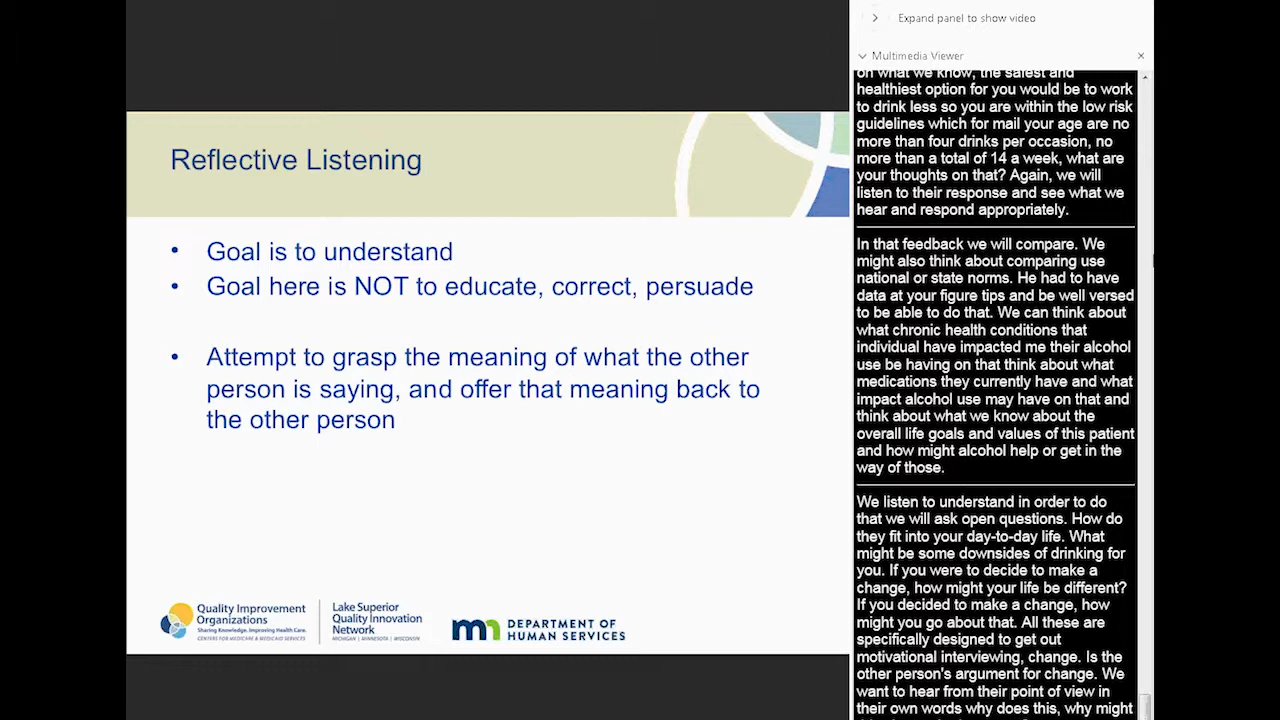 Expand panel to show video
Multimedia Viewer
Reflective Listening
• Goal is to understand
• Goal here is NOT to educate, correct, persuade
• Attempt to grasp the meaning of what the other
person is saying, and offer that meaning back to
the other person
Quality Improvement
Organizations
Sharing Knowledge. Improving Health Care.
CENTERS FOR MEDICARE & MEDICAID SERVICES
Lake Superior
Quality Innovation
Network
MICHIGAN | MINNESOTA | WISCONSIN
mn DEPARTMENT OF
HUMAN SERVICES
on what we know, the safest and
healthiest option for you would be to work
to drink less so you are within the low risk
guidelines which for mail your age are no
more than four drinks per occasion, no
more than a total of 14 a week, what are
your thoughts on that? Again, we will
listen to their response and see what we
hear and respond appropriately.
In that feedback we will compare. We
might also think about comparing use
national or state norms. He had to have
data at your figure tips and be well versed
to be able to do that. We can think about
what chronic health conditions that
individual have impacted me their alcohol
use be having on that think about what
medications they currently have and what
impact alcohol use may have on that and
think about what we know about the
overall life goals and values of this patient
and how might alcohol help or get in the
way of those.
We listen to understand in order to do
that we will ask open questions. How do
they fit into your day-to-day life. What
might be some downsides of drinking for
you. If you were to decide to make a
change, how might your life be different?
If you decided to make a change, how
might you go about that. All these are
specifically designed to get out
motivational interviewing, change. Is the
other person's argument for change. We
want to hear from their point of view in
their own words why does this, why might